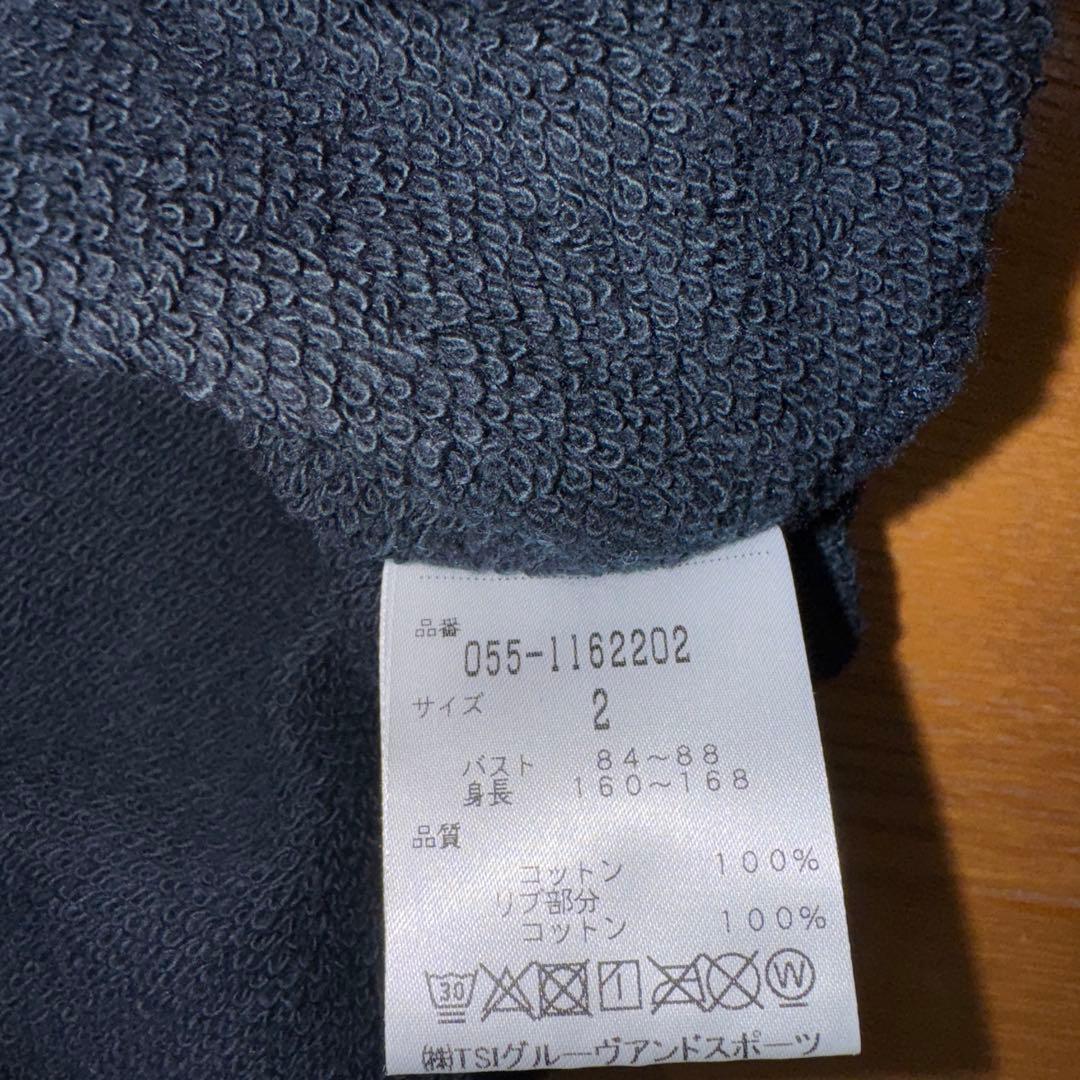 品番
055-1162202
サイズ 2
バスト 84~88
身長 160~168
品質
コットン 100%
リブ部分
コットン 100%
30 W
㈱TSIグルーヴアンドスポーツ